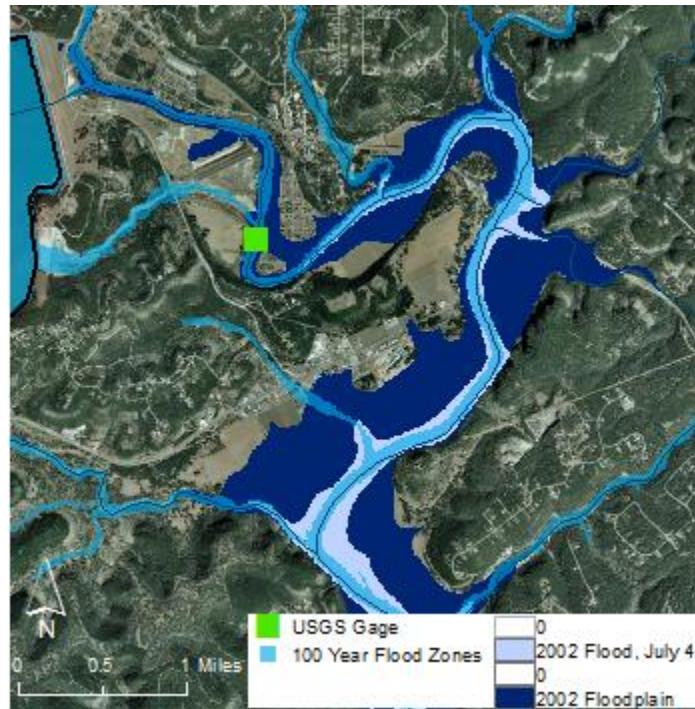 N
0 0.5 1 Miles
USGS Gage
100 Year Flood Zones
0
2002 Flood, July 4
0
2002 Floodplain